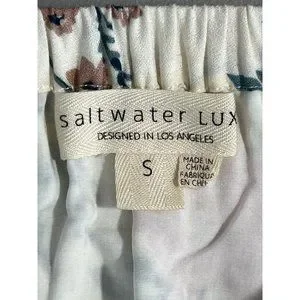 saltwater LUX
DESIGNED IN LOS ANGELES
S
MADE IN
CHINA
FABRIQUÉ
EN CHINE